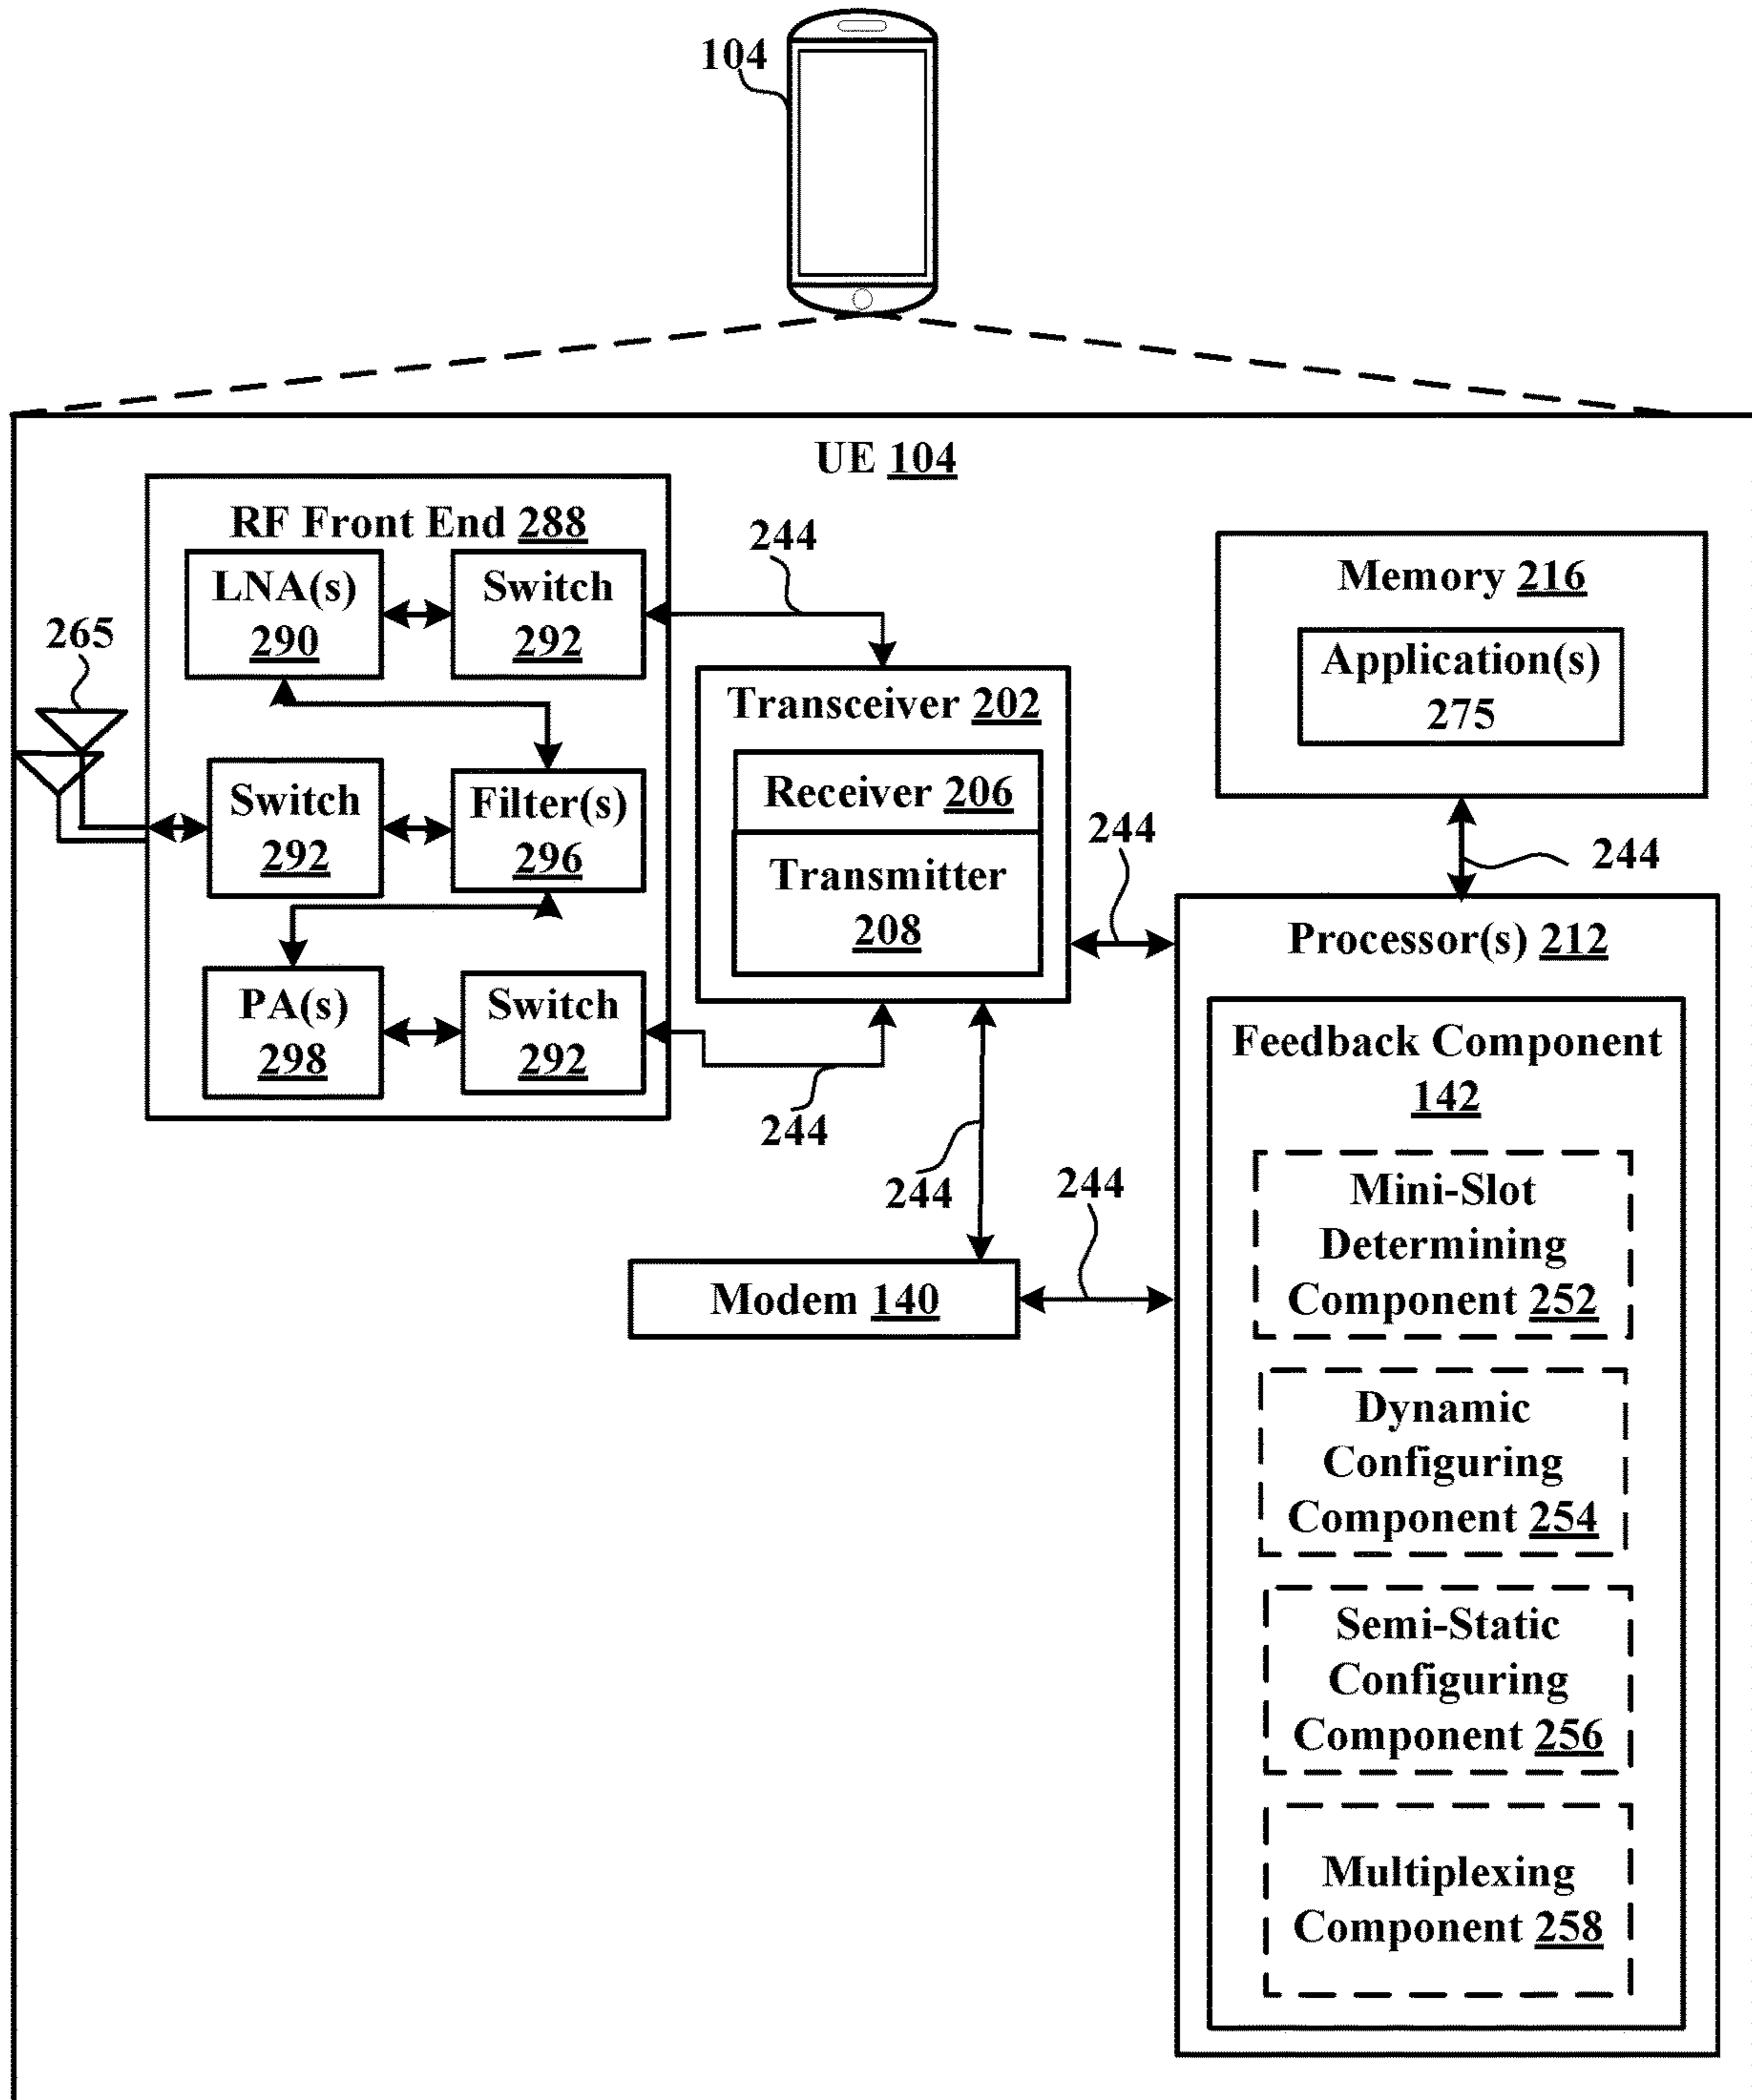 104
UE 104
RF Front End 288
LNA(s)
290
Switch
292
244
265
Switch
292
Filter(s)
296
PA(s)
298
Switch
292
244
Transceiver 202
Receiver 206
Transmitter
208
244
244
Modem 140
244
Memory 216
Application(s)
275
244
Processor(s) 212
Feedback Component
142
Mini-Slot
Determining
Component 252
Dynamic
Configuring
Component 254
Semi-Static
Configuring
Component 256
Multiplexing
Component 258